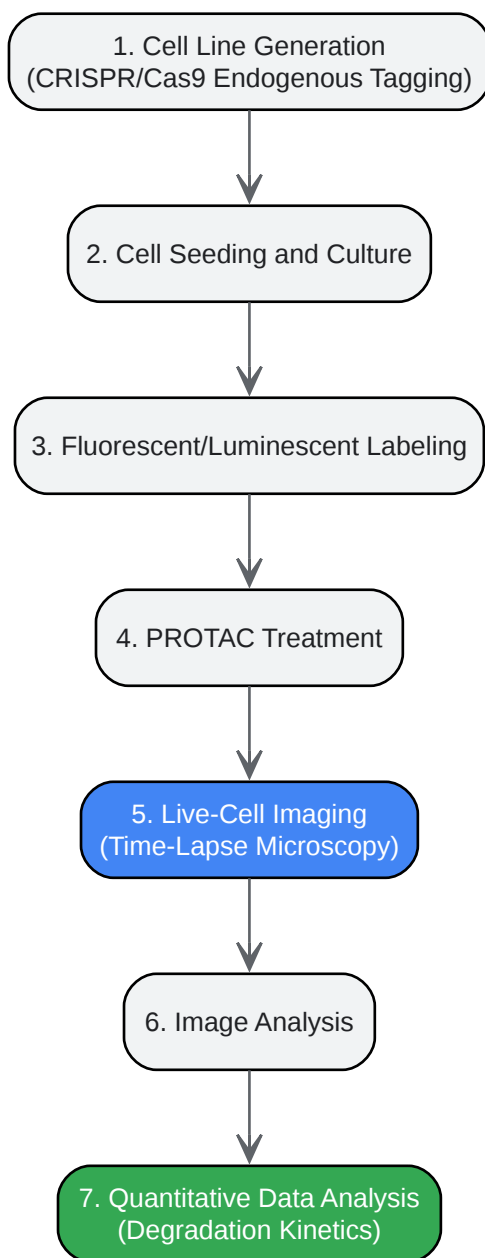 1. Cell Line Generation
(CRISPR/Cas9 Endogenous Tagging)
2. Cell Seeding and Culture
3. Fluorescent/Luminescent Labeling
4. PROTAC Treatment
5. Live-Cell Imaging
(Time-Lapse Microscopy)
6. Image Analysis
7. Quantitative Data Analysis
(Degradation Kinetics)